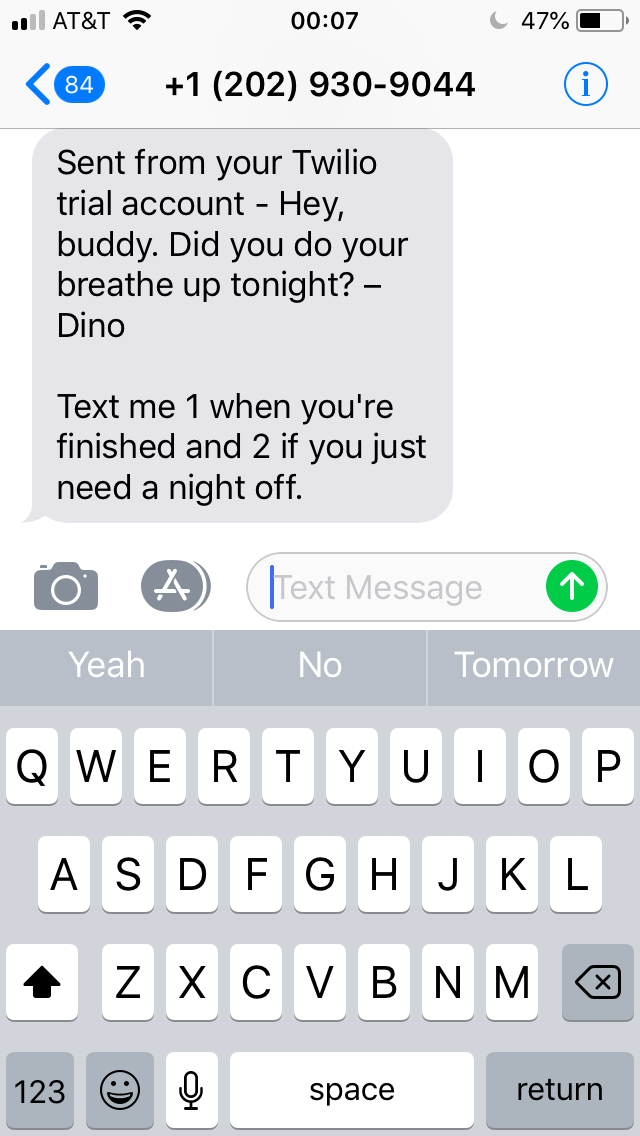 AT&T 00:07 47%
84 +1 (202) 930-9044 i
Sent from your Twilio
trial account - Hey,
buddy. Did you do your
breathe up tonight? –
Dino
Text me 1 when you're
finished and 2 if you just
need a night off.
Text Message
Yeah No Tomorrow
Q W E R T Y U I O P
A S D F G H J K L
Z X C V B N M
123 space return